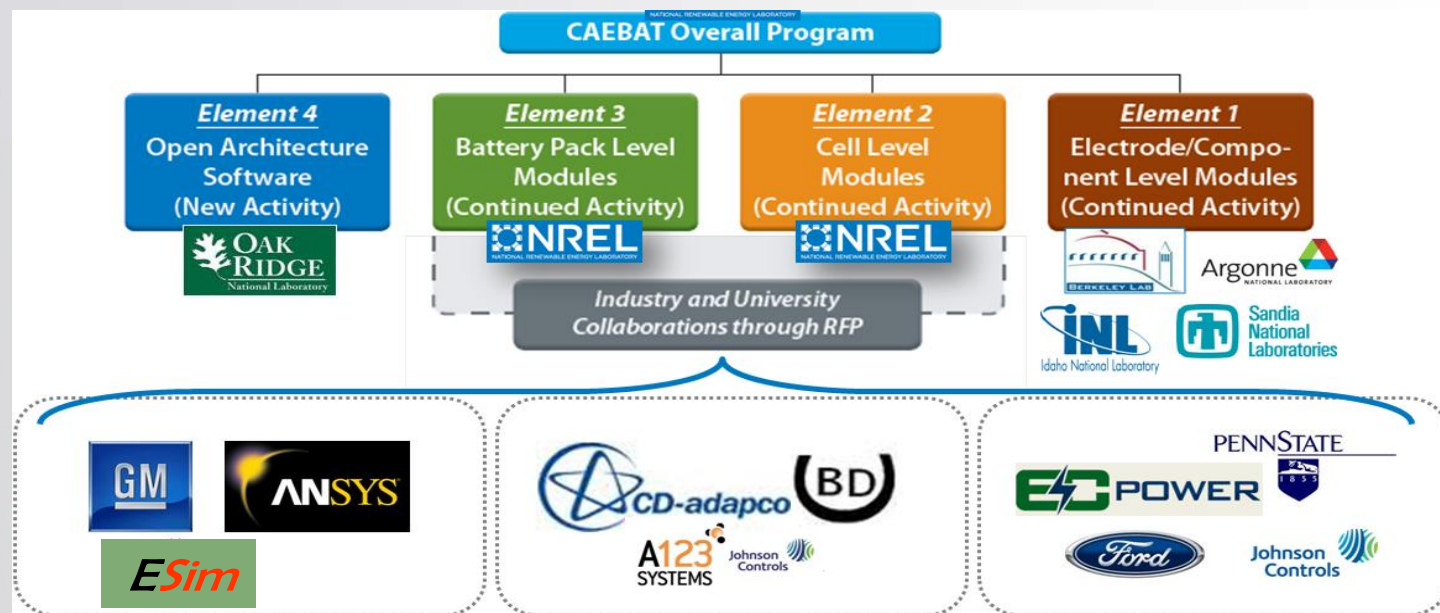 NATIONAL RENEWABLE ENERGY LABORATORY
CAEBAT Overall Program
Element 4
Open Architecture
Software
(New Activity)
OAK
RIDGE
National Laboratory
Element 3
Battery Pack Level
Modules
(Continued Activity)
NREL
NATIONAL RENEWABLE ENERGY LABORATORY
Element 2
Cell Level
Modules
(Continued Activity)
NREL
NATIONAL RENEWABLE ENERGY LABORATORY
Element 1
Electrode/Compo-
nent Level Modules
(Continued Activity)
BERKELEY LAB
Argonne
NATIONAL LABORATORY
INL
Idaho National Laboratory
Sandia
National
Laboratories
Industry and University
Collaborations through RFP
GM
ANSYS
ESim
CD-adapco
BD
A123
SYSTEMS
Johnson
Controls
PENNSTATE
1855
EC POWER
Ford
Johnson
Controls